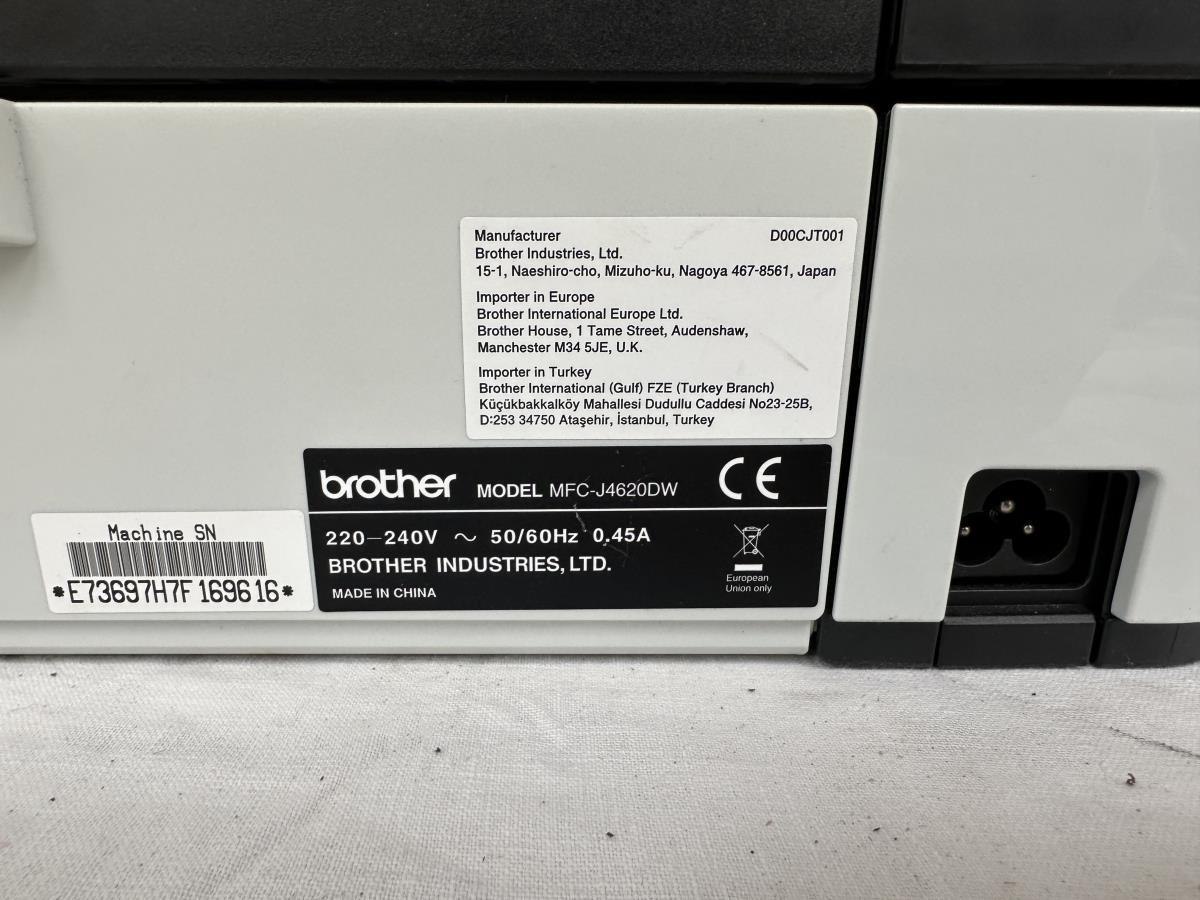 Manufacturer D00CJT001
Brother Industries, Ltd.
15-1, Naeshiro-cho, Mizuho-ku, Nagoya 467-8561, Japan
Importer in Europe
Brother International Europe Ltd.
Brother House, 1 Tame Street, Audenshaw,
Manchester M34 5JE, U.K.
Importer in Turkey
Brother International (Gulf) FZE (Turkey Branch)
Küçükbakkalköy Mahallesi Dudullu Caddesi No23-25B,
D:253 34750 Ataşehir, İstanbul, Turkey
brother MODEL MFC-J4620DW CE
220-240V ~ 50/60Hz 0.45A
BROTHER INDUSTRIES, LTD.
MADE IN CHINA
European
Union only
Machine SN
*E73697H7F169616*